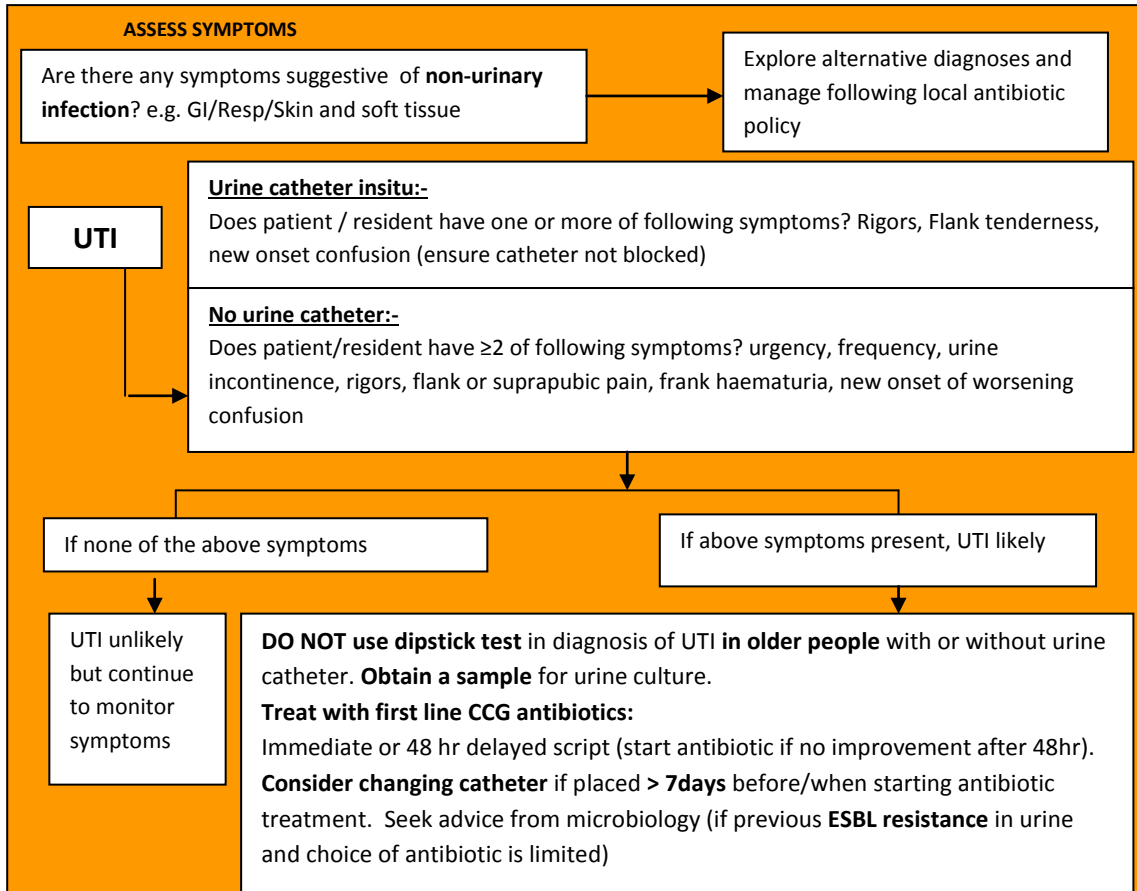 ASSESS SYMPTOMS
Are there any symptoms suggestive of non-urinary
infection? e.g. GI/Resp/Skin and soft tissue
Explore alternative diagnoses and
manage following local antibiotic
policy
UTI
Urine catheter insitu:-
Does patient / resident have one or more of following symptoms? Rigors, Flank tenderness,
new onset confusion (ensure catheter not blocked)
No urine catheter:-
Does patient/resident have ≥2 of following symptoms? urgency, frequency, urine
incontinence, rigors, flank or suprapubic pain, frank haematuria, new onset of worsening
confusion
If none of the above symptoms
If above symptoms present, UTI likely
UTI unlikely
but continue
to monitor
symptoms
DO NOT use dipstick test in diagnosis of UTI in older people with or without urine
catheter. Obtain a sample for urine culture.
Treat with first line CCG antibiotics:
Immediate or 48 hr delayed script (start antibiotic if no improvement after 48hr).
Consider changing catheter if placed > 7days before/when starting antibiotic
treatment. Seek advice from microbiology (if previous ESBL resistance in urine
and choice of antibiotic is limited)